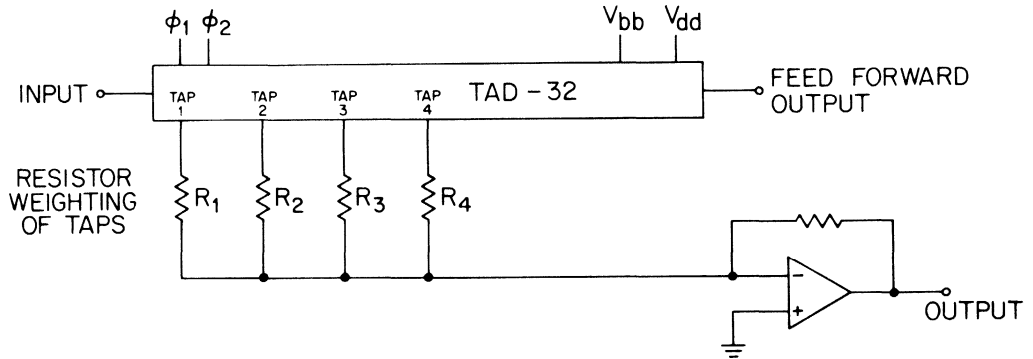 ϕ1 ϕ2 Vbb Vdd
INPUT
TAP 1
TAP 2
TAP 3
TAP 4
TAD - 32
FEED FORWARD
OUTPUT
RESISTOR
WEIGHTING
OF TAPS
R1 R2 R3 R4
−
+
OUTPUT